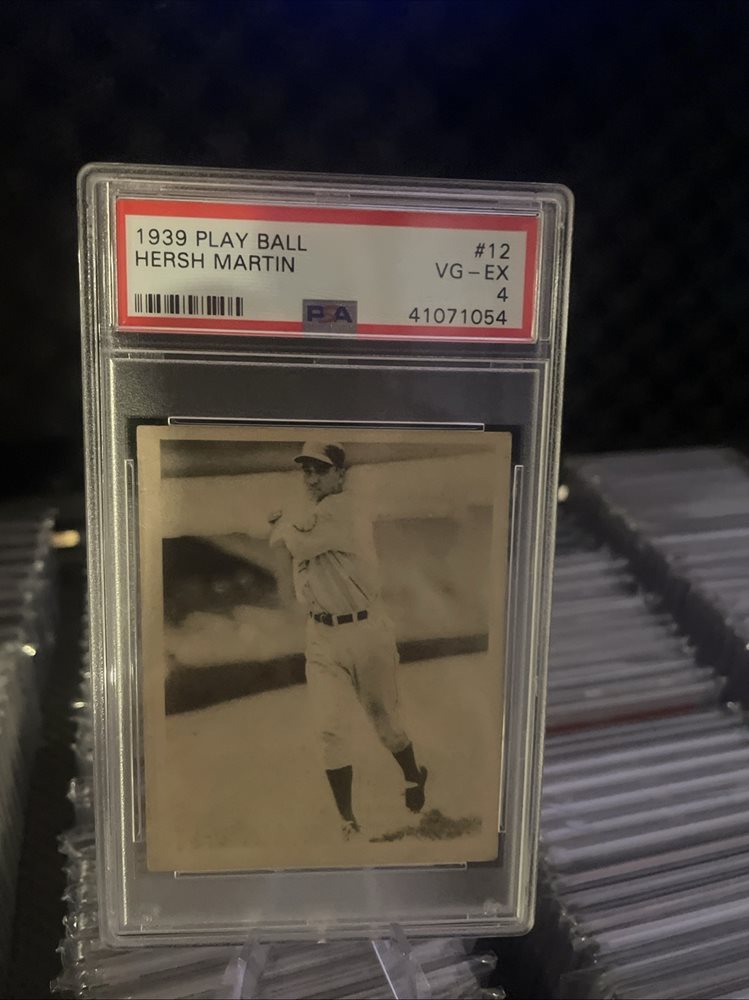 1939 PLAY BALL #12
HERSH MARTIN VG-EX
4
PSA 41071054